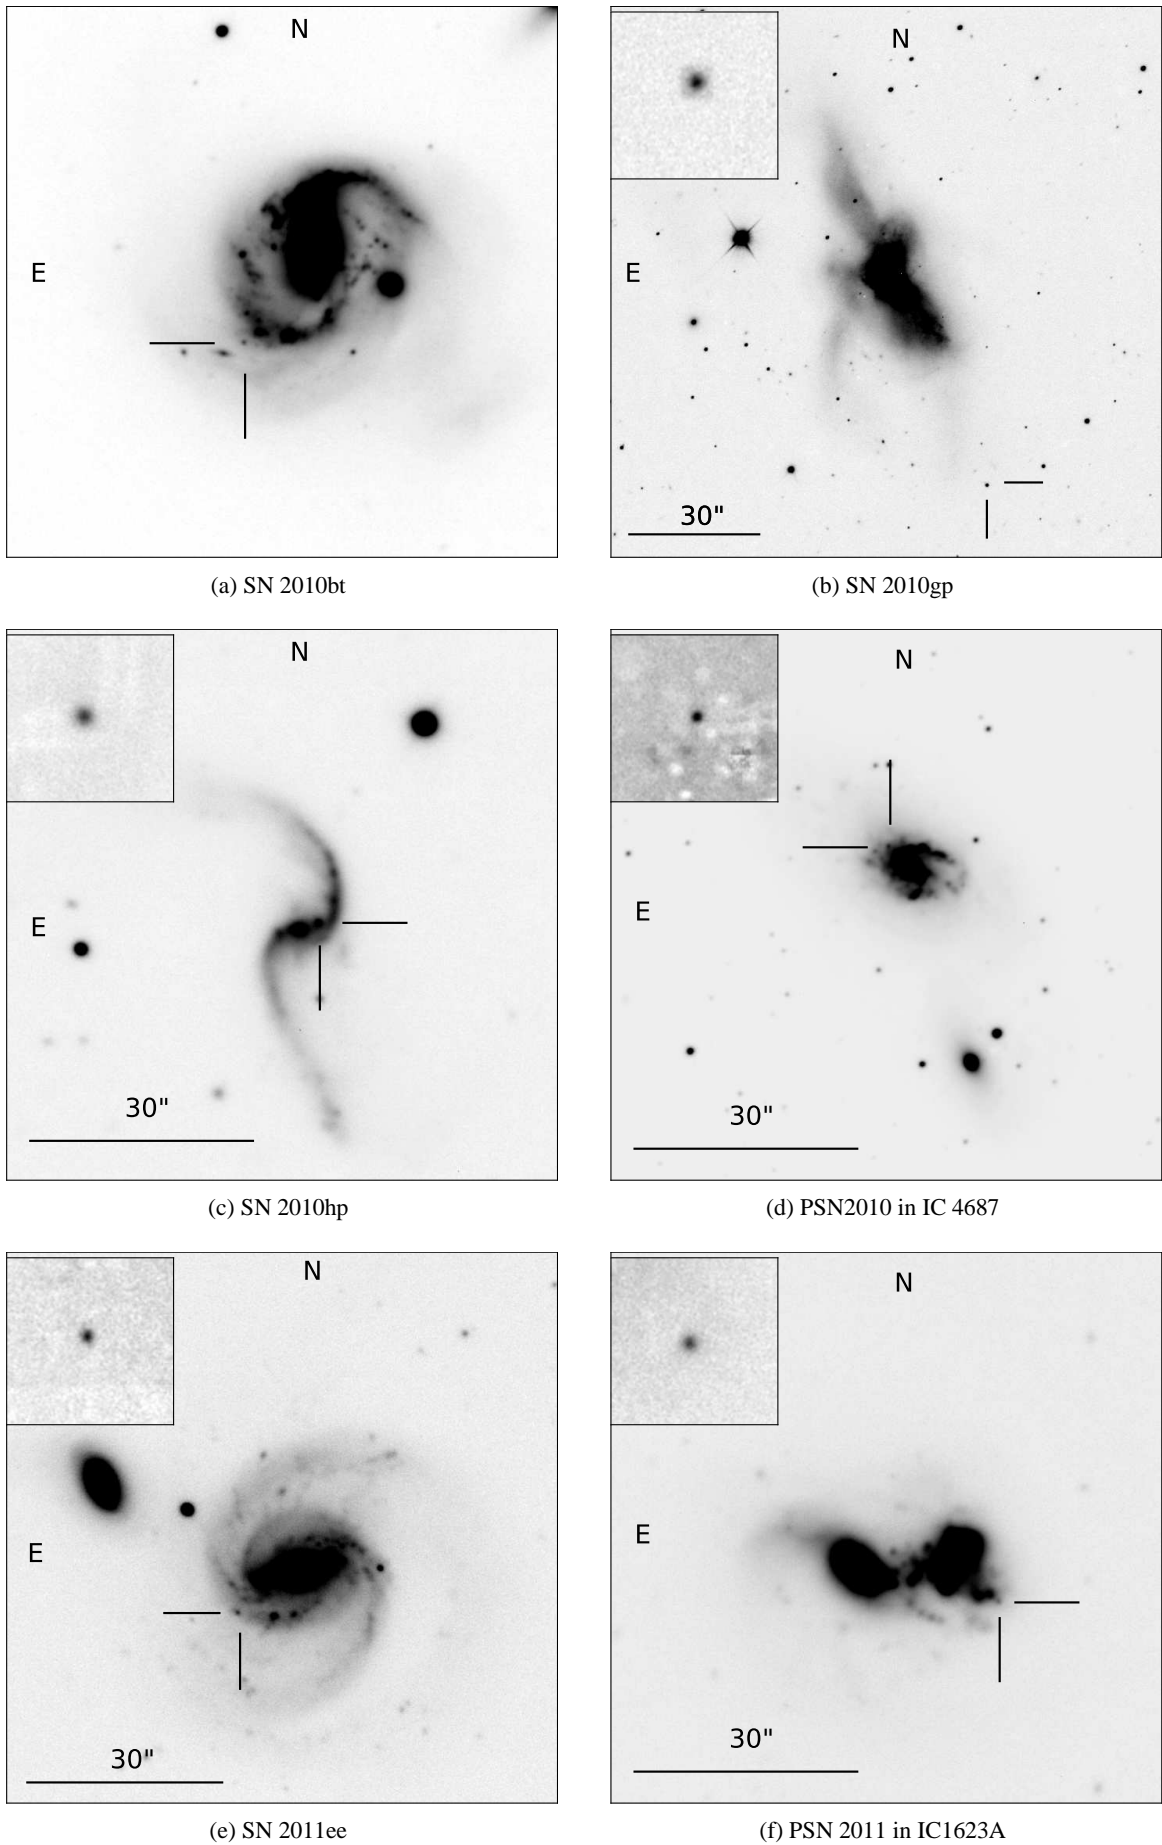 N
E
(a) SN 2010bt
N
E
30"
(b) SN 2010gp
N
E
30"
(c) SN 2010hp
N
E
30"
(d) PSN2010 in IC 4687
N
E
30"
(e) SN 2011ee
N
E
30"
(f) PSN 2011 in IC1623A